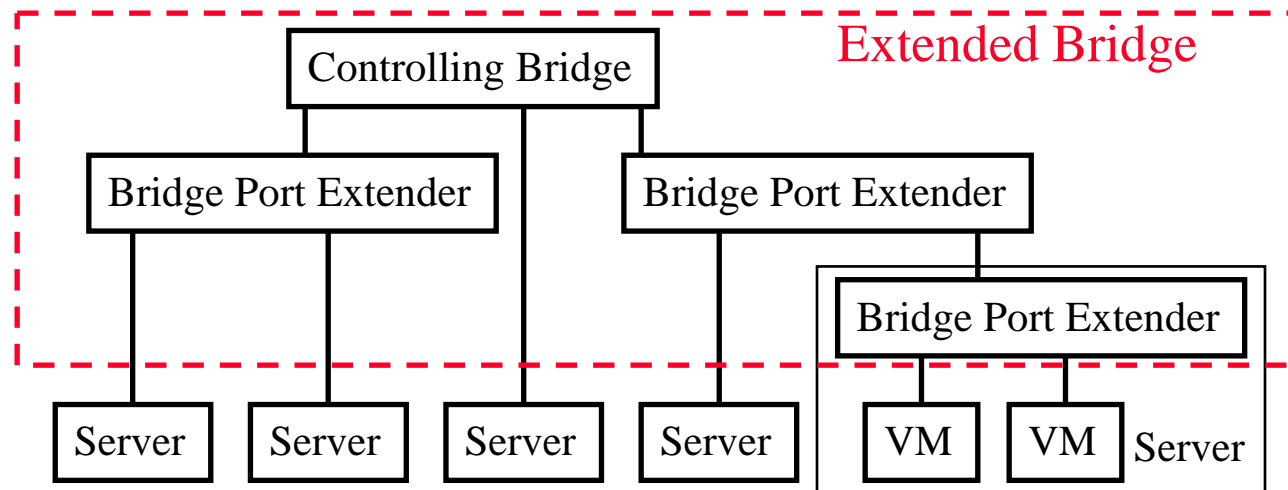 Extended Bridge
Controlling Bridge
Bridge Port Extender
Bridge Port Extender
Bridge Port Extender
Server
Server
Server
Server
VM
VM
Server